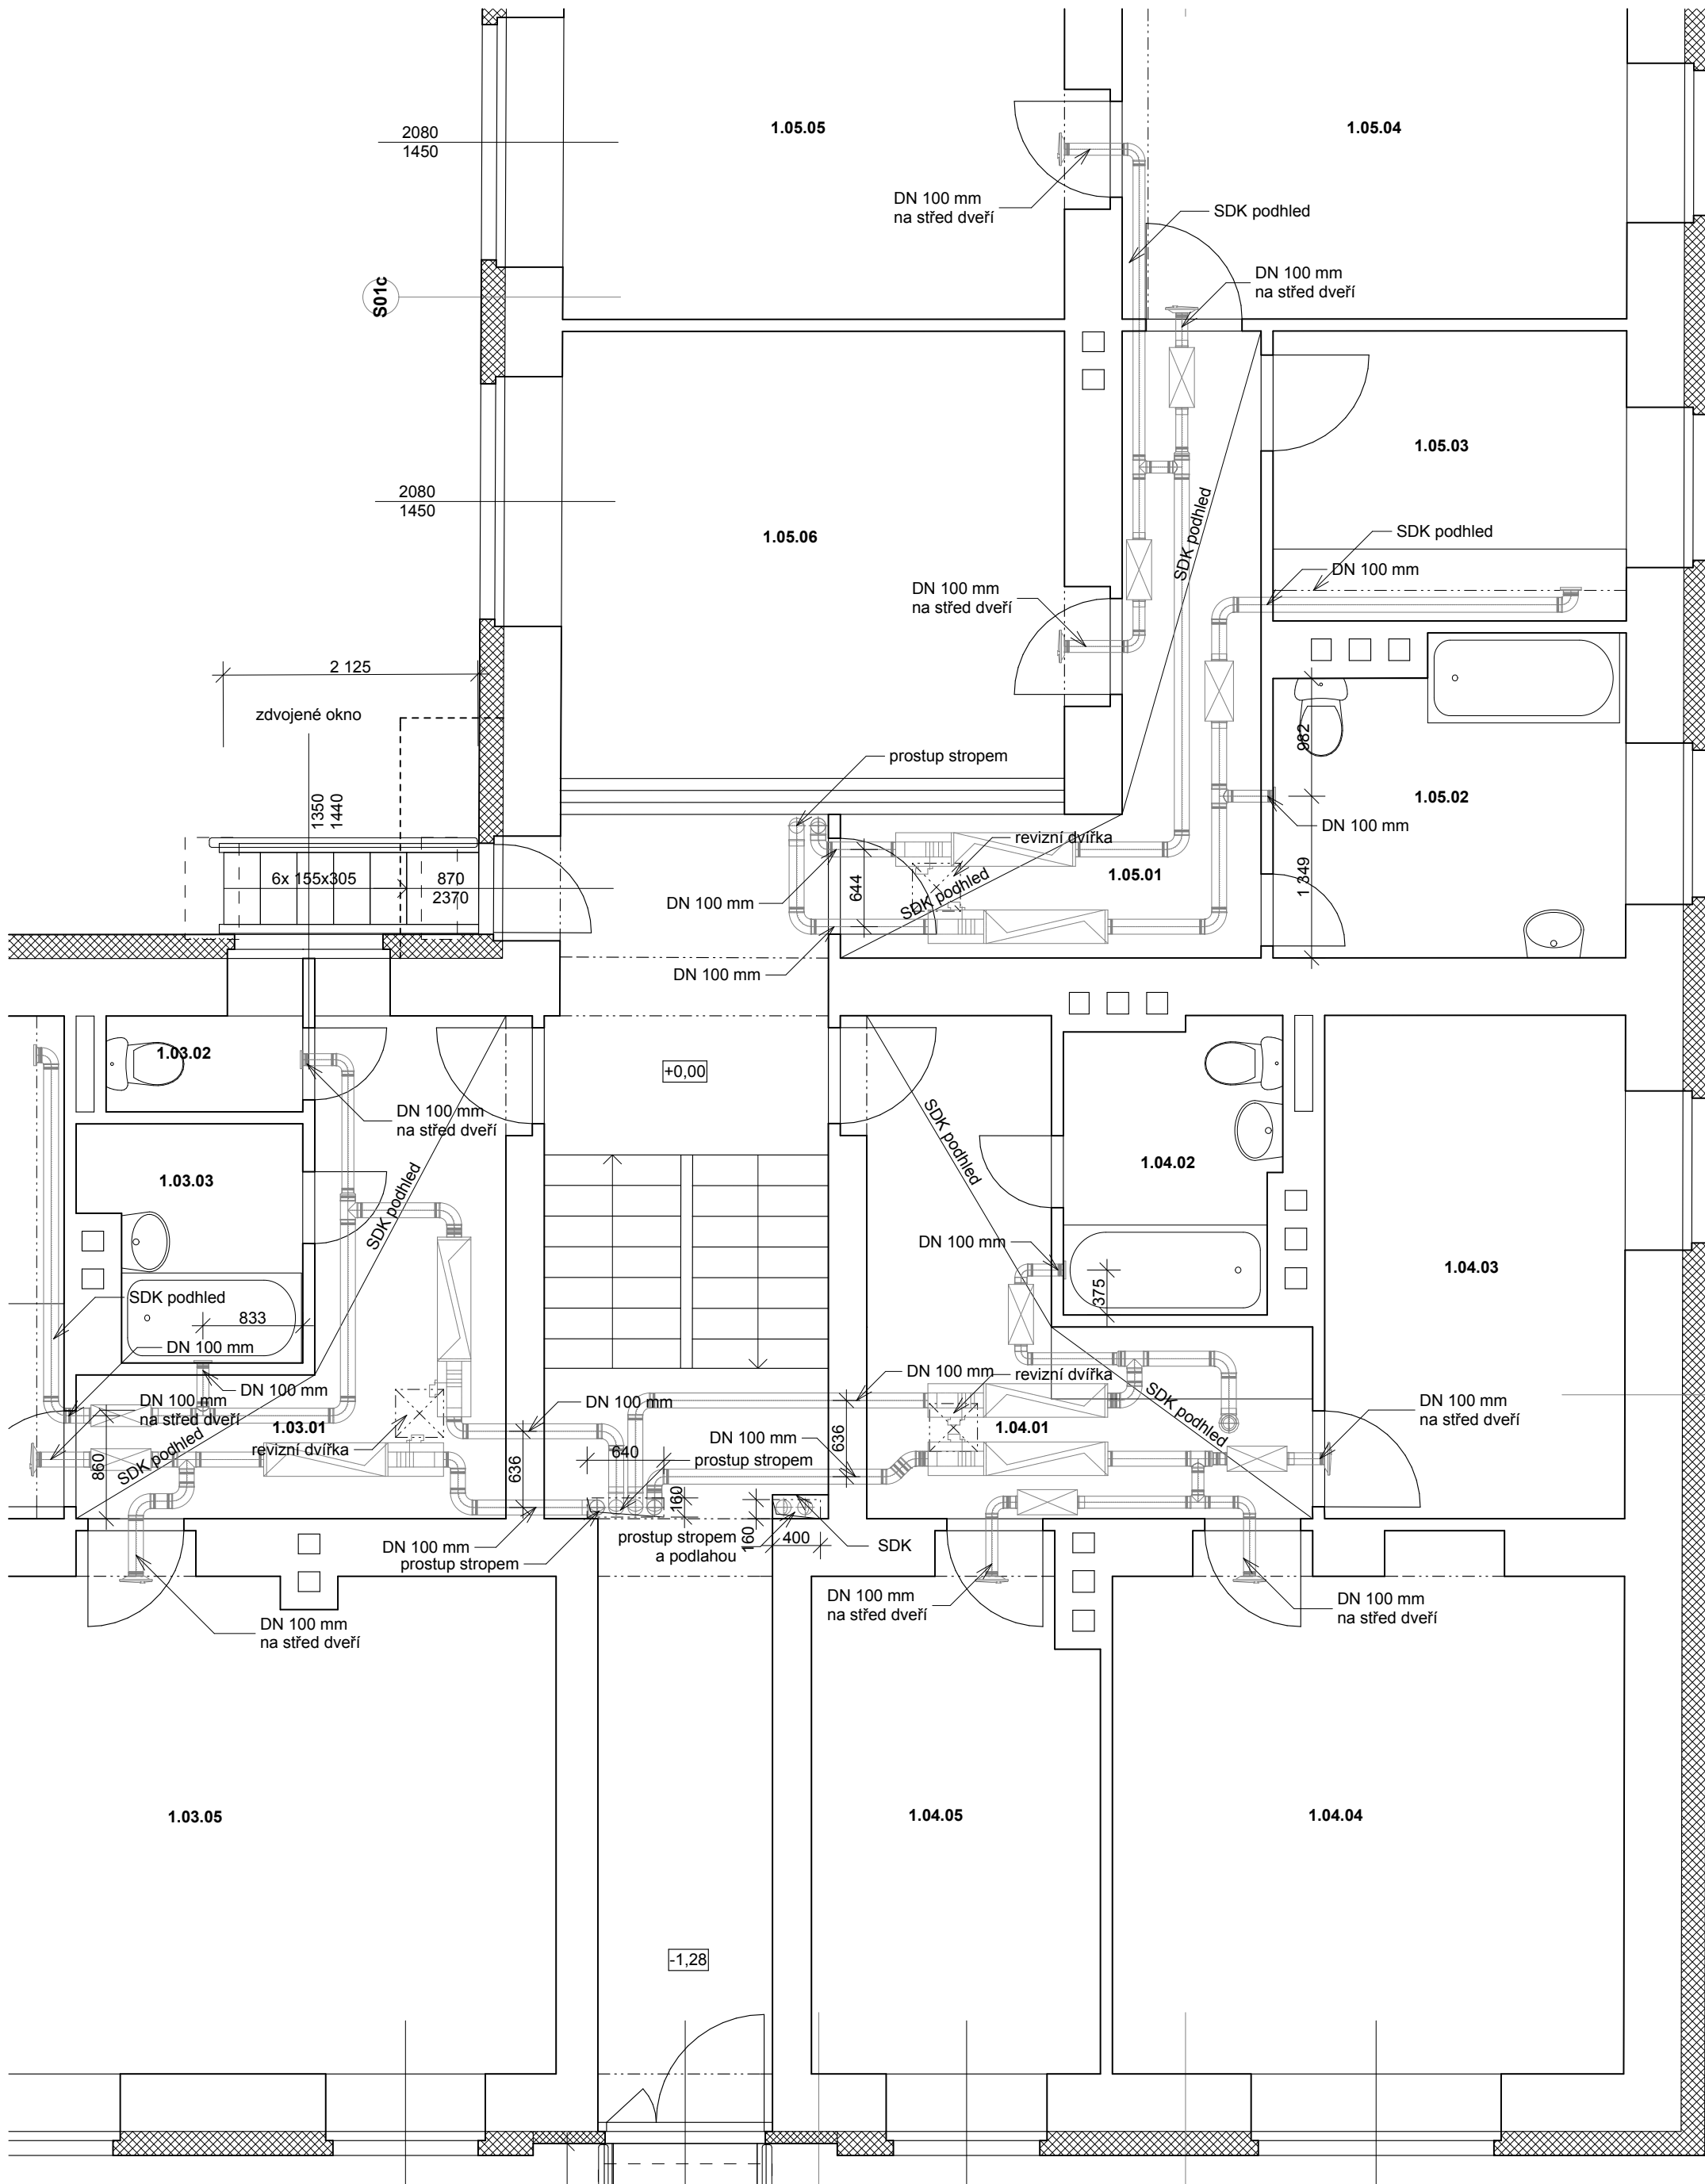 1.05.05
1.05.04
2080
1450
DN 100 mm
na střed dveří
SDK podhled
DN 100 mm
na střed dveří
S01c
1.05.03
2080
1450
1.05.06
SDK podhled
SDK podhled
DN 100 mm
DN 100 mm
na střed dveří
2 125
zdvojené okno
982
prostup stropem
1350
1440
1.05.02
DN 100 mm
revizní dvířka
6x 155x305
870
2370
644
SDK podhled
1.05.01
1 349
DN 100 mm
DN 100 mm
1.03.02
+0,00
DN 100 mm
na střed dveří
SDK podhled
1.04.02
1.03.03
SDK podhled
DN 100 mm
1.04.03
375
SDK podhled
833
DN 100 mm
DN 100 mm
DN 100 mm
na střed dveří
DN 100 mm
DN 100 mm
revizní dvířka
SDK podhled
DN 100 mm
na střed dveří
1.03.01
revizní dvířka
SDK podhled
860
636
640
DN 100 mm
prostup stropem
636
1.04.01
160
160
400
DN 100 mm
prostup stropem
prostup stropem
a podlahou
SDK
DN 100 mm
na střed dveří
DN 100 mm
na střed dveří
DN 100 mm
na střed dveří
1.03.05
1.04.05
1.04.04
-1,28